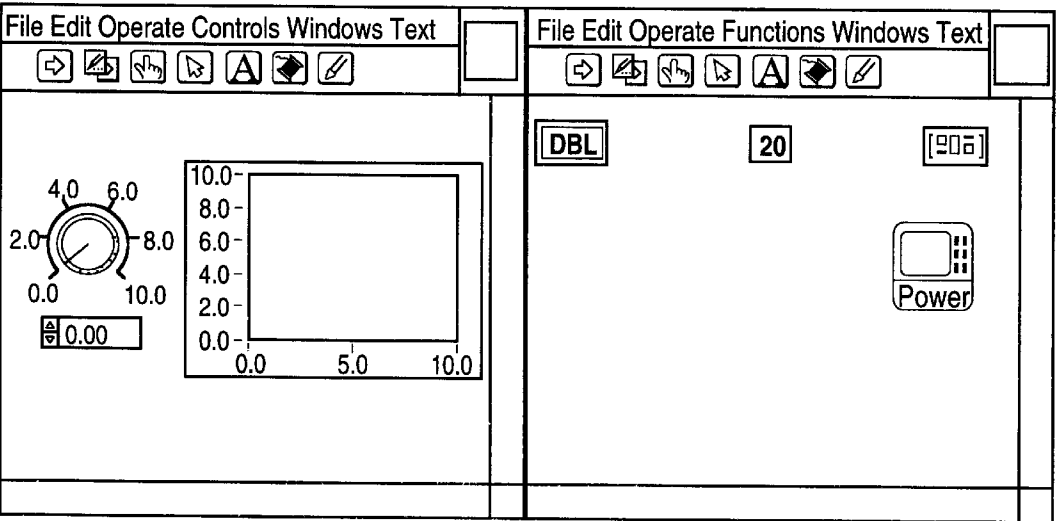 File Edit Operate Controls Windows Text
A
4.0 6.0
2.0 8.0
0.0 10.0
0.00
10.0
8.0
6.0
4.0
2.0
0.0
0.0 5.0 10.0
File Edit Operate Functions Windows Text
A
DBL 20
Power